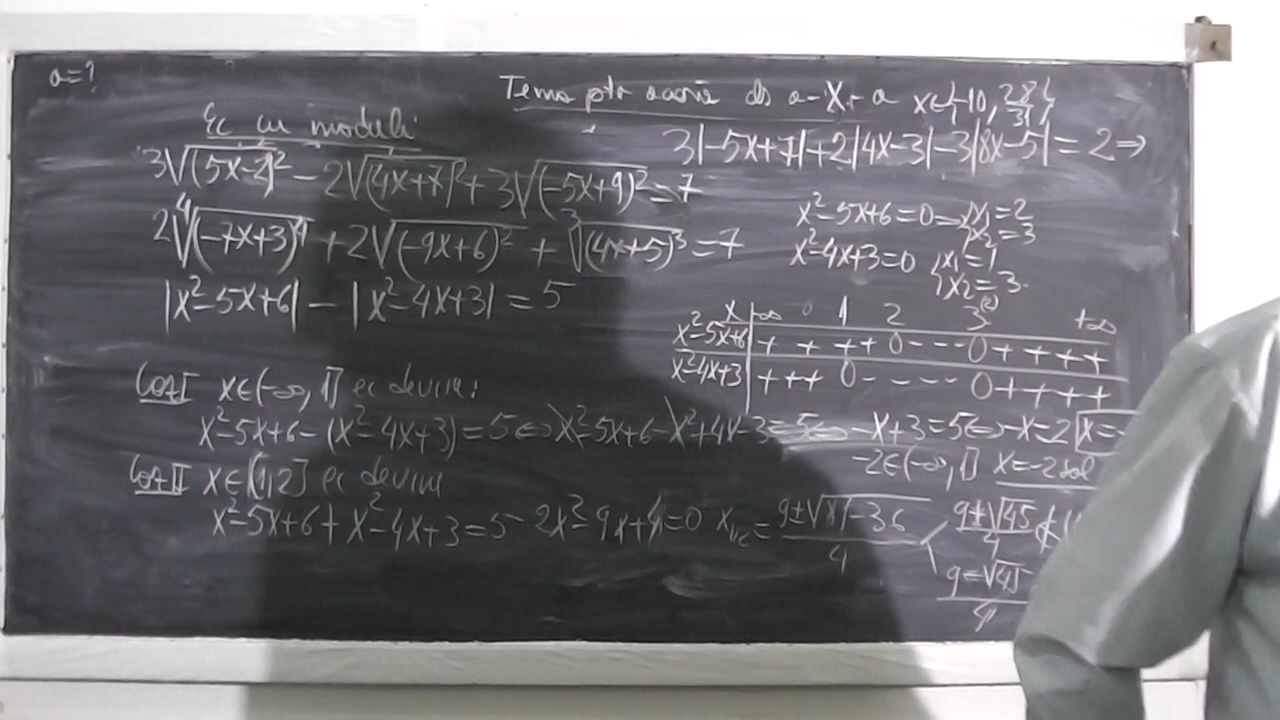 a=?
Tema ptr acasă
x∈{-10, 28/3}
Ec cu moduli
3|-5x+7|+2|4x-3|-3|8x-5|=2⇒
3√(5x-2)² - 2√(4x+7)² + 3√(-5x+9)² = 7
x²-5x+6=0 ⇒ x₁=2
x₂=3
2⁴√(-7x+3)⁴ + 2√(-9x+6)² + ³√(4x+5)³ = 7
x²-4x+3=0 { x₁=1
x₂=3
|x²-5x+6| - |x²-4x+3| = 5
x | -∞ 0 1 2 3 +∞
x²-5x+6 | + + + + 0 - - - 0 + + + +
x²-4x+3 | + + + 0 - - - - 0 + + + +
Caz I x∈(-∞, 1] ec devine:
x²-5x+6-(x²-4x+3)=5⇔x²-5x+6-x²+4x-3=5⇔-x+3=5⇔-x=2 x=-
-2∈(-∞, 1] x=-2 sol
Caz II x∈(1,2] ec devine
x²-5x+6+x²-4x+3=5 2x²-9x+4=0 x₁,₂= (9±√81-36)/4
9±√45/4 ∉
9-√45/4